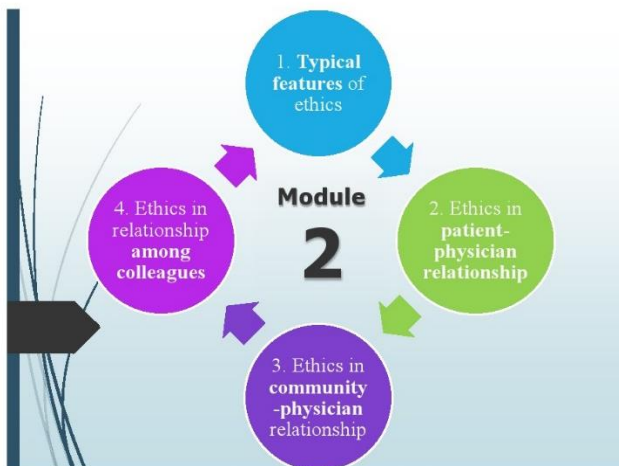 1. Typical
features of
ethics
2. Ethics in
patient-
physician
relationship
3. Ethics in
community
-physician
relationship
4. Ethics in
relationship
among
colleagues
Module
2